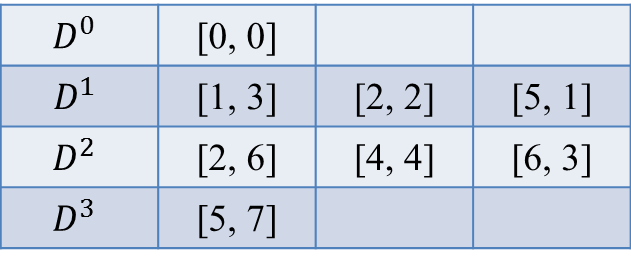 D⁰ [0, 0]
D¹ [1, 3] [2, 2] [5, 1]
D² [2, 6] [4, 4] [6, 3]
D³ [5, 7]